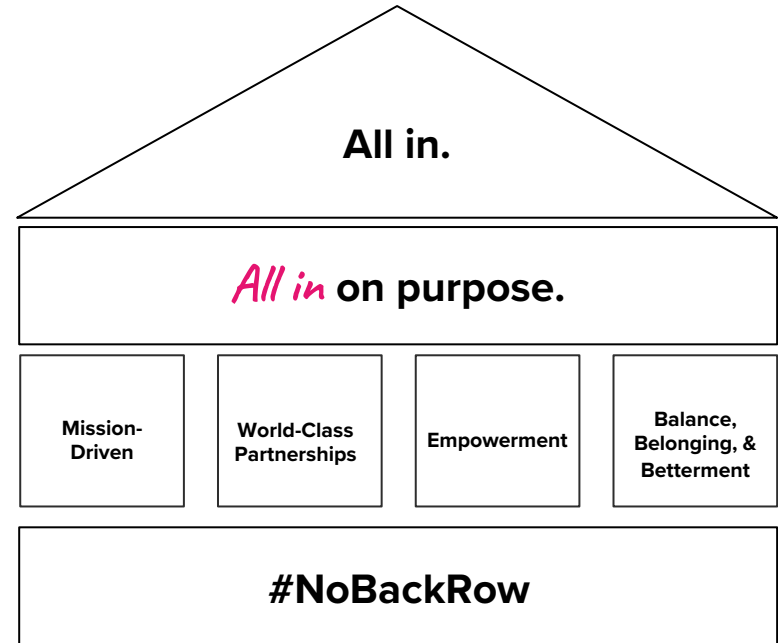 All in.
All in on purpose.
Mission-
Driven
World-Class
Partnerships
Empowerment
Balance,
Belonging, &
Betterment
#NoBackRow